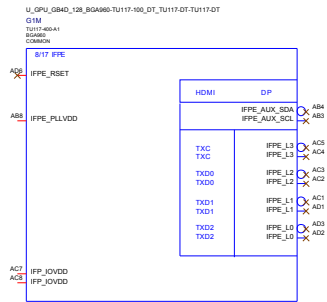 U_GPU_GB4D_128_BGA960-TU117-100_DT_TU117-DT-TU117-DT
G1M
TU117-400-A1
BGA960
COMMON
8/17 IFPE
AD6 IFPE_RSET
HDMI DP
IFPE_AUX_SDA AB4
IFPE_AUX_SCL AB3
AB8 IFPE_PLLVDD
TXC IFPE_L3 AC5
TXC IFPE_L3 AC4
TXD0 IFPE_L2 AC3
TXD0 IFPE_L2 AC2
TXD1 IFPE_L1 AC1
TXD1 IFPE_L1 AD1
TXD2 IFPE_L0 AD3
TXD2 IFPE_L0 AD2
AC7 IFP_IOVDD
AC8 IFP_IOVDD